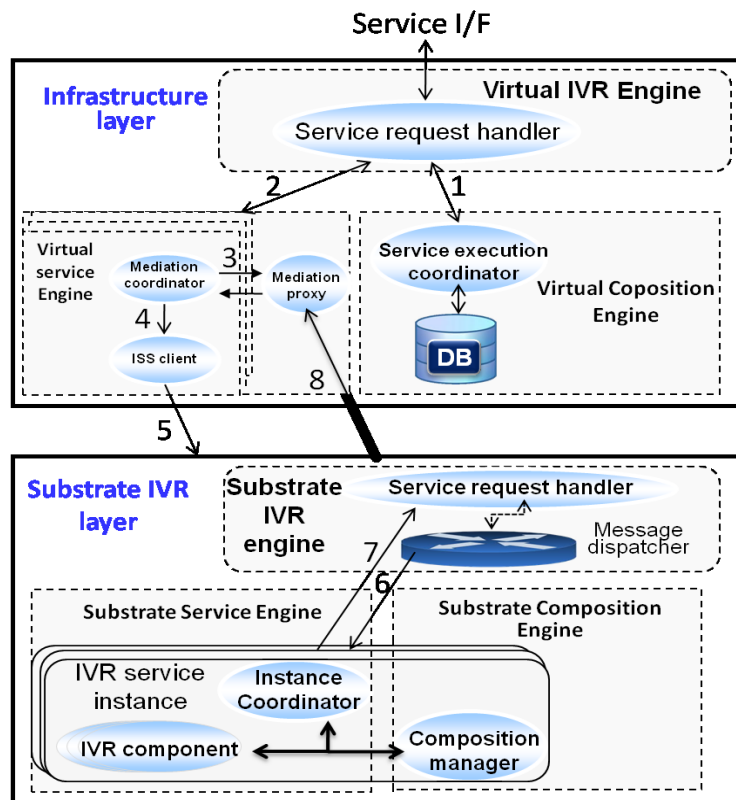 Service I/F
Infrastructure
layer
Virtual IVR Engine
Service request handler
2
1
Virtual
service
Engine
Mediation
coordinator
3
Mediation
proxy
Service execution
coordinator
Virtual Coposition
Engine
4
ISS client
DB
8
5
Substrate IVR
layer
Substrate
IVR
engine
Service request handler
Message
dispatcher
7
6
Substrate Service Engine
Substrate Composition
Engine
IVR service
instance
Instance
Coordinator
IVR component
Composition
manager